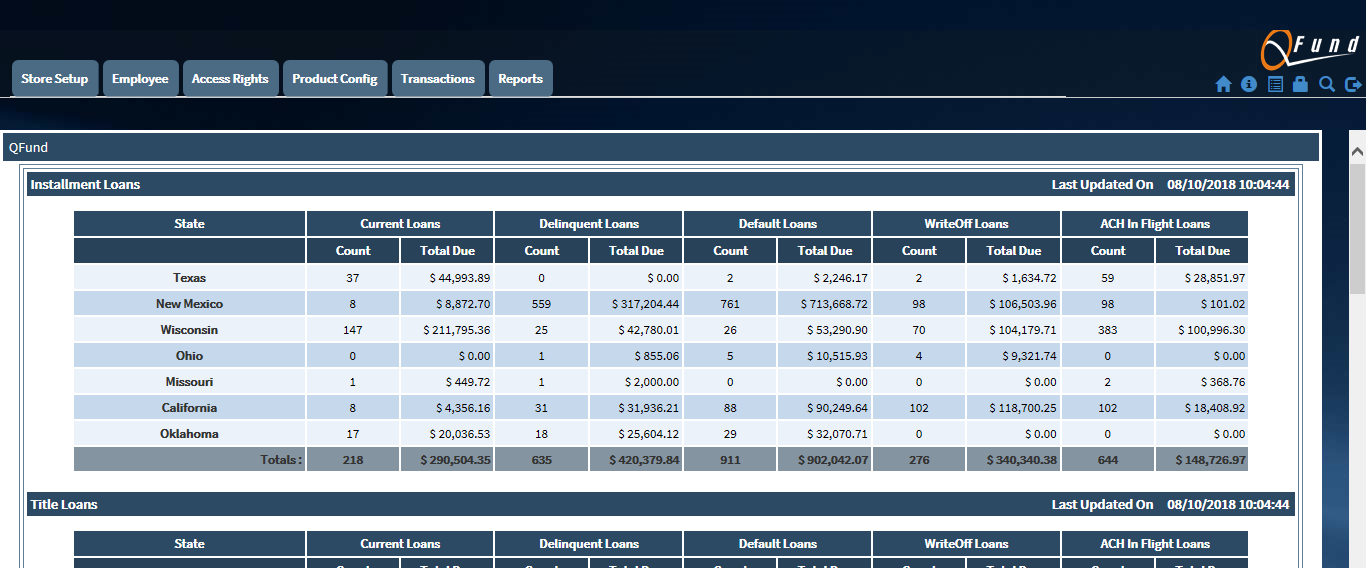 QFund
Store Setup Employee Access Rights Product Config Transactions Reports
QFund
Installment Loans Last Updated On 08/10/2018 10:04:44
State Current Loans Delinquent Loans Default Loans WriteOff Loans ACH In Flight Loans
Count Total Due Count Total Due Count Total Due Count Total Due Count Total Due
Texas 37 $ 44,993.89 0 $ 0.00 2 $ 2,246.17 2 $ 1,634.72 59 $ 28,851.97
New Mexico 8 $ 8,872.70 559 $ 317,204.44 761 $ 713,668.72 98 $ 106,503.96 98 $ 101.02
Wisconsin 147 $ 211,795.36 25 $ 42,780.01 26 $ 53,290.90 70 $ 104,179.71 383 $ 100,996.30
Ohio 0 $ 0.00 1 $ 855.06 5 $ 10,515.93 4 $ 9,321.74 0 $ 0.00
Missouri 1 $ 449.72 1 $ 2,000.00 0 $ 0.00 0 $ 0.00 2 $ 368.76
California 8 $ 4,356.16 31 $ 31,936.21 88 $ 90,249.64 102 $ 118,700.25 102 $ 18,408.92
Oklahoma 17 $ 20,036.53 18 $ 25,604.12 29 $ 32,070.71 0 $ 0.00 0 $ 0.00
Totals : 218 $ 290,504.35 635 $ 420,379.84 911 $ 902,042.07 276 $ 340,340.38 644 $ 148,726.97
Title Loans Last Updated On 08/10/2018 10:04:44
State Current Loans Delinquent Loans Default Loans WriteOff Loans ACH In Flight Loans